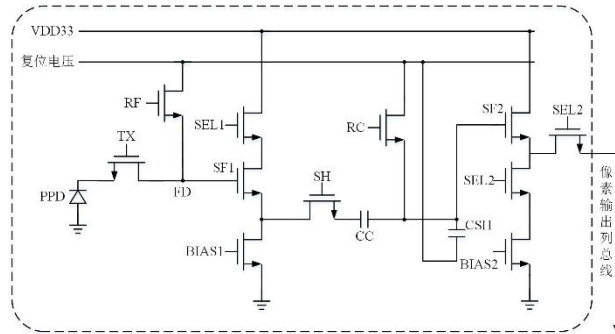 VDD33
复位电压
RF
SEL1
RC
SF2
SEL2
TX
SF1
SH
SEL2
PPD
FD
CC
CSH
BIAS1
BIAS2
像素输出列总线